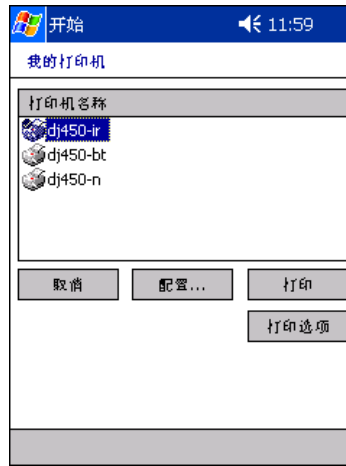 开始 11:59
我的打印机
打印机名称
dj450-ir
dj450-bt
dj450-n
取消 配置... 打印
打印选项